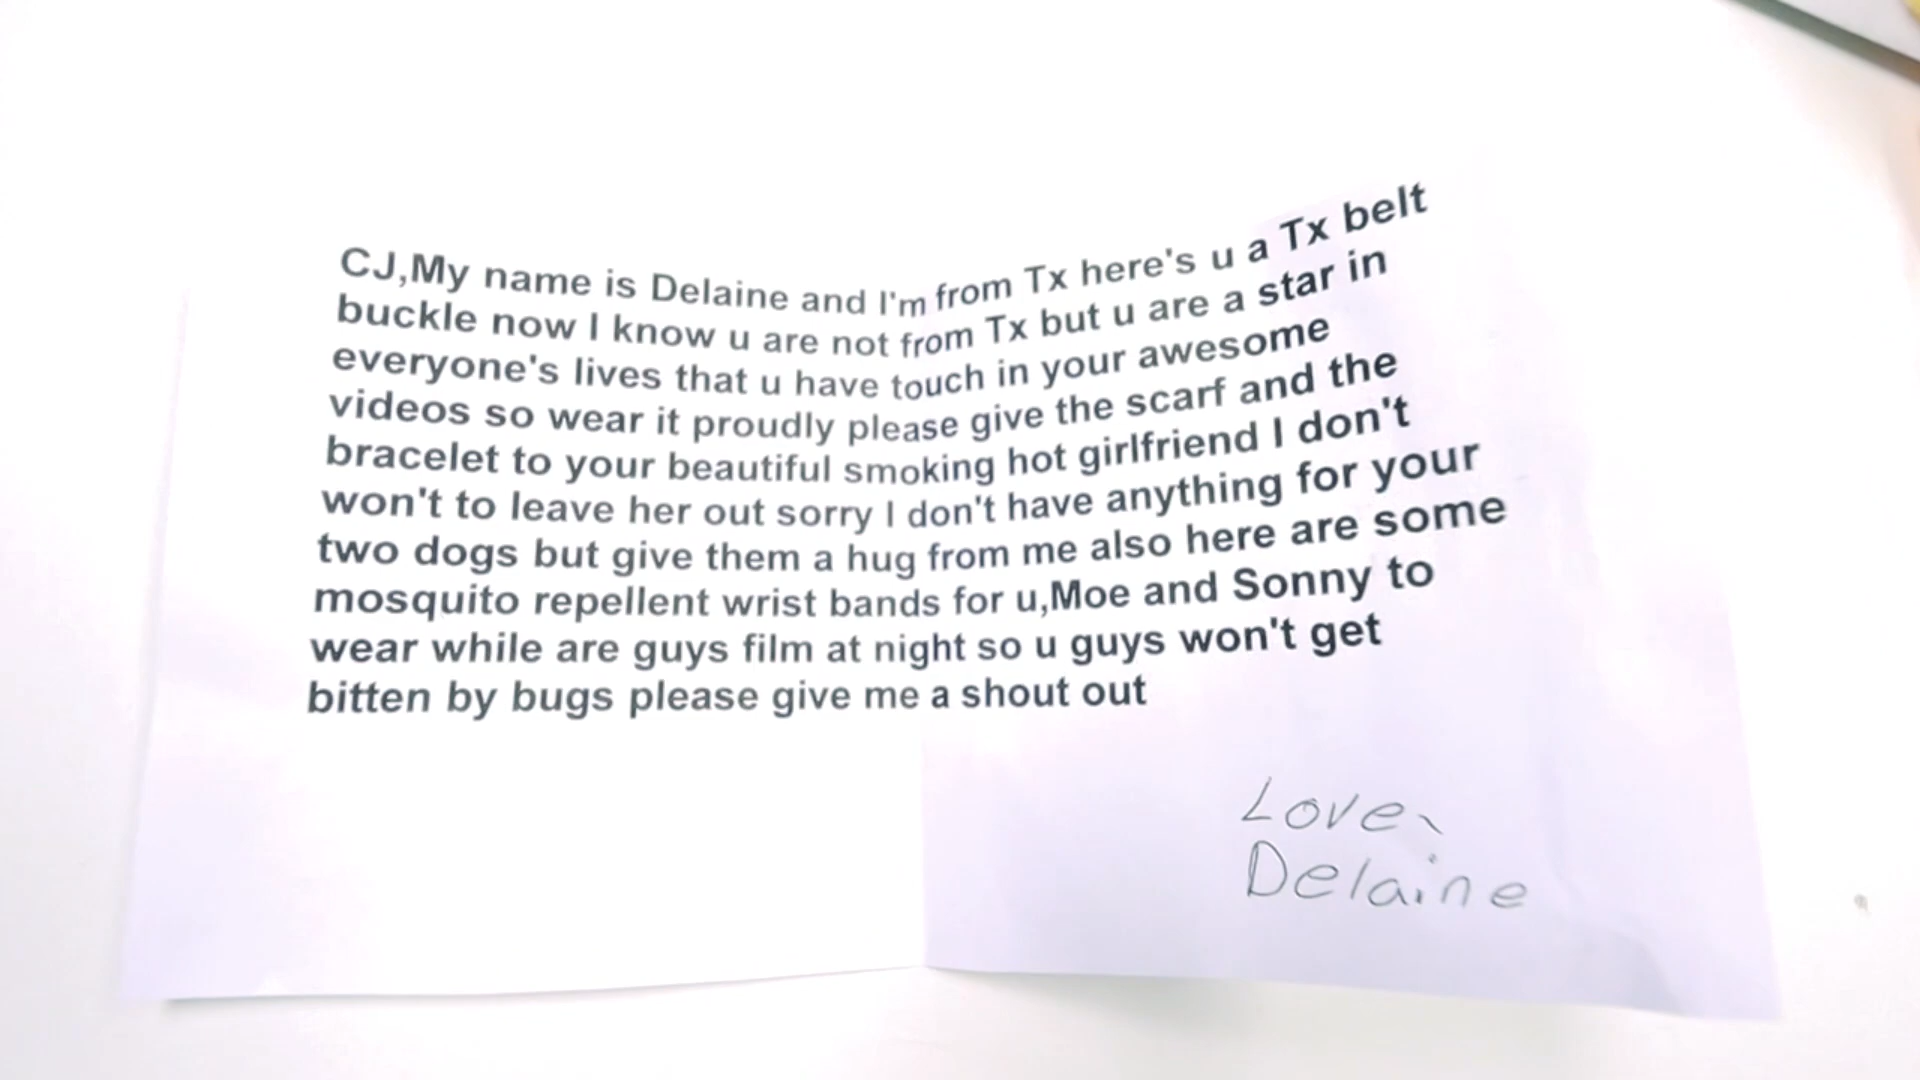 CJ,My name is Delaine and I'm from Tx here's u a Tx belt
buckle now I know u are not from Tx but u are a star in
everyone's lives that u have touch in your awesome
videos so wear it proudly please give the scarf and the
bracelet to your beautiful smoking hot girlfriend I don't
won't to leave her out sorry I don't have anything for your
two dogs but give them a hug from me also here are some
mosquito repellent wrist bands for u,Moe and Sonny to
wear while are guys film at night so u guys won't get
bitten by bugs please give me a shout out
Love,
Delaine